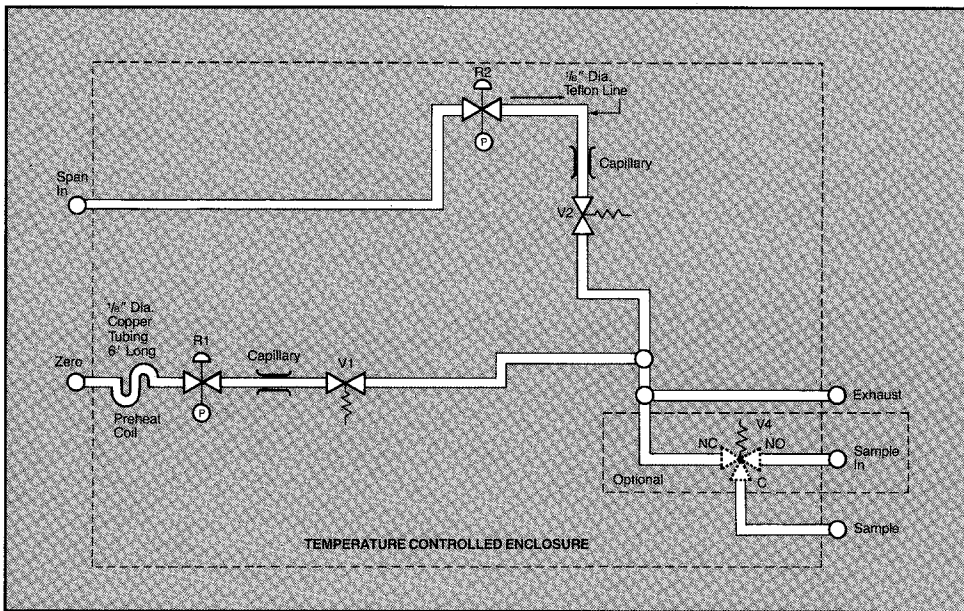 R2
1/8" Dia.
Teflon Line
P
Capillary
Span
In
V2
1/8" Dia.
Copper
Tubing
6' Long
R1
Capillary
V1
Zero
P
Preheat
Coil
Exhaust
V4
NC
NO
Sample
In
Optional
C
Sample
TEMPERATURE CONTROLLED ENCLOSURE